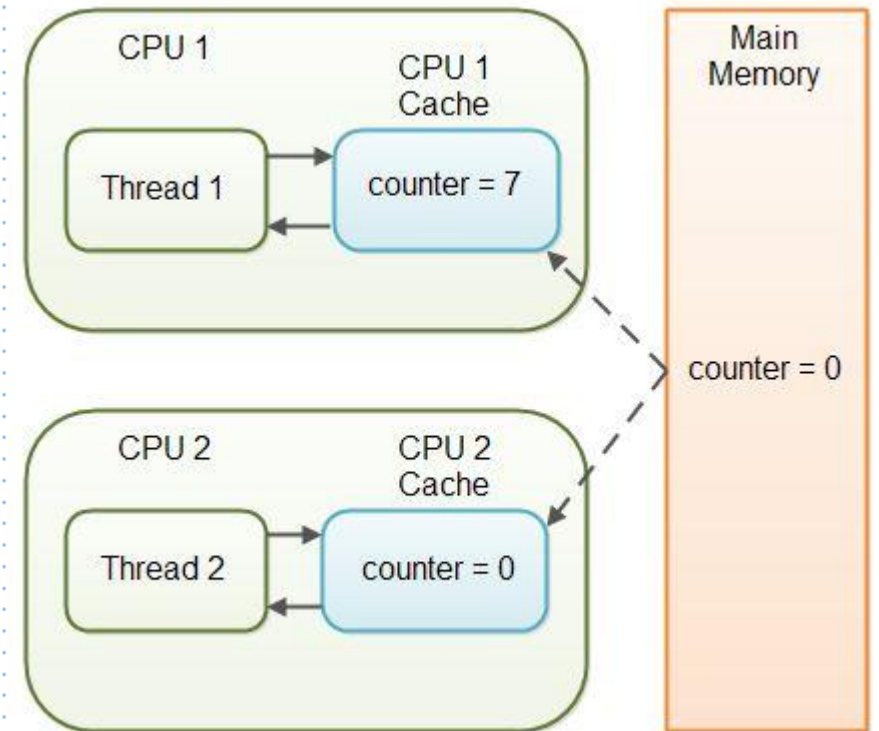 CPU 1
CPU 1
Cache
Thread 1
counter = 7
Main
Memory
counter = 0
CPU 2
CPU 2
Cache
Thread 2
counter = 0